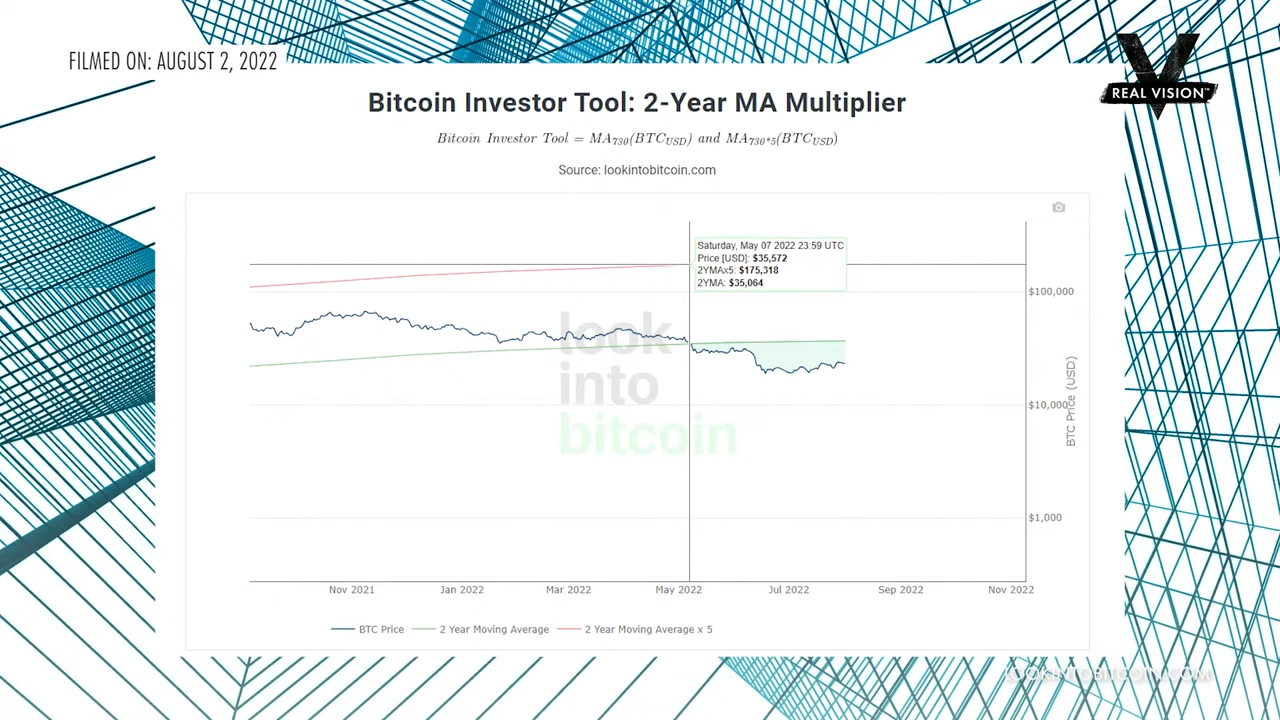 FILMED ON: AUGUST 2, 2022
REAL VISION™
Bitcoin Investor Tool: 2-Year MA Multiplier
Bitcoin Investor Tool = MA730(BTCUSD) and MA730*5(BTCUSD)
Source: lookintobitcoin.com
Saturday, May 07 2022 23:59 UTC
Price [USD]: $35,572
2YMAx5: $175,318
2YMA: $35,064
$100,000
$10,000
$1,000
BTC Price (USD)
look
into
bitcoin
Nov 2021 Jan 2022 Mar 2022 May 2022 Jul 2022 Sep 2022 Nov 2022
BTC Price 2 Year Moving Average 2 Year Moving Average x 5
LOOKINTOBITCOIN.COM